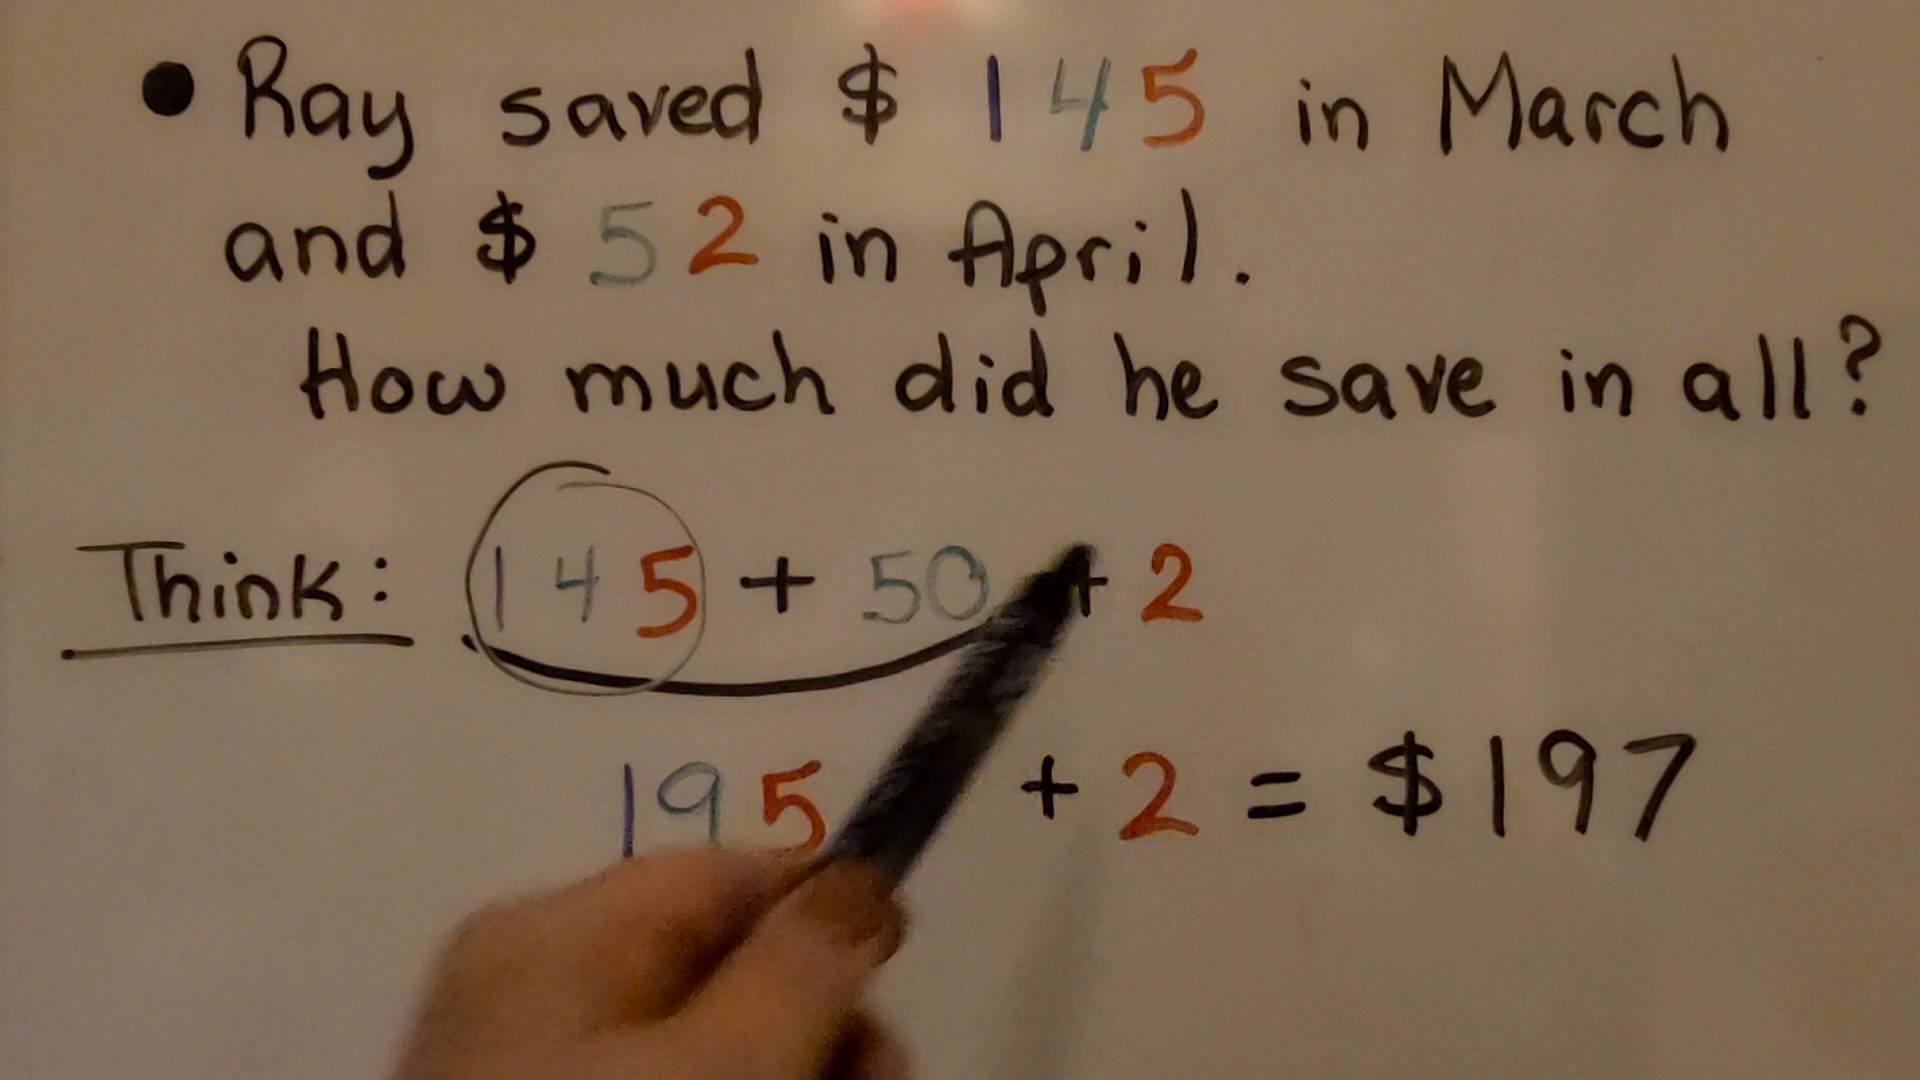 • Ray saved $ 145 in March
and $ 52 in April.
How much did he save in all?
Think: 145 + 50 + 2
195 + 2 = $197